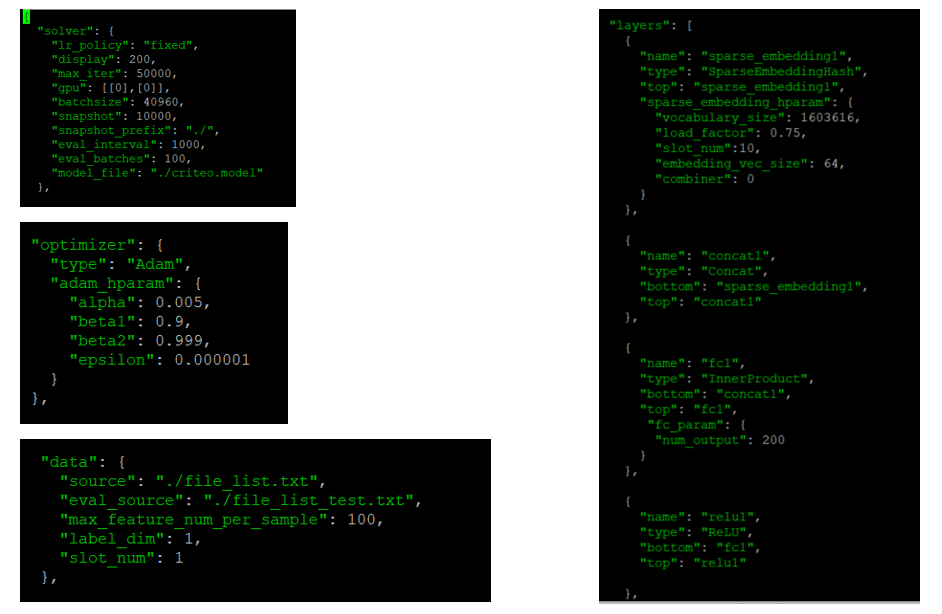 {
"solver": {
"lr_policy": "fixed",
"display": 200,
"max_iter": 50000,
"gpu": [[0],[0]],
"batchsize": 40960,
"snapshot": 10000,
"snapshot_prefix": "./",
"eval_interval": 1000,
"eval_batches": 100,
"model_file": "./criteo.model"
},
"optimizer": {
"type": "Adam",
"adam_hparam": {
"alpha": 0.005,
"beta1": 0.9,
"beta2": 0.999,
"epsilon": 0.000001
}
},
"data": {
"source": "./file_list.txt",
"eval_source": "./file_list_test.txt",
"max_feature_num_per_sample": 100,
"label_dim": 1,
"slot_num": 1
},
"layers": [
{
"name": "sparse_embedding1",
"type": "SparseEmbeddingHash",
"top": "sparse_embedding1",
"sparse_embedding_hparam": {
"vocabulary_size": 1603616,
"load_factor": 0.75,
"slot_num":10,
"embedding_vec_size": 64,
"combiner": 0
}
},
{
"name": "concat1",
"type": "Concat",
"bottom": "sparse_embedding1",
"top": "concat1"
},
{
"name": "fc1",
"type": "InnerProduct",
"bottom": "concat1",
"top": "fc1",
"fc_param": {
"num_output": 200
}
},
{
"name": "relu1",
"type": "ReLU",
"bottom": "fc1",
"top": "relu1"
},